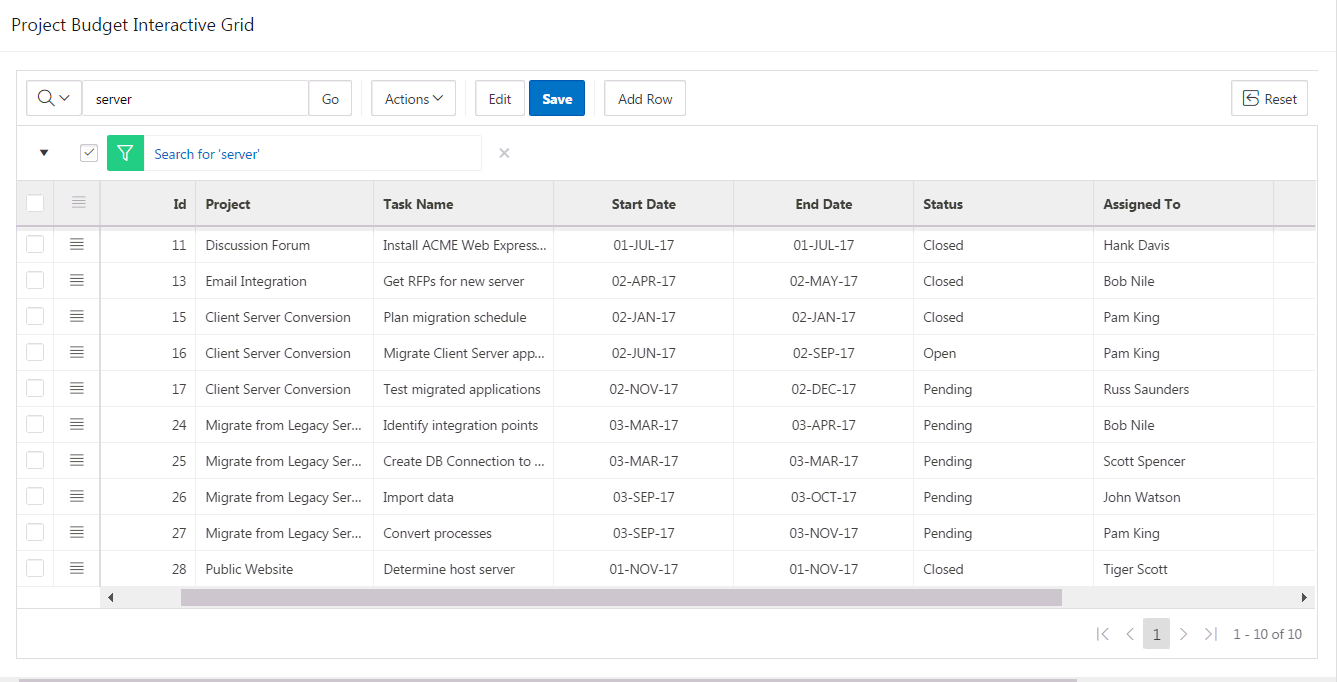 Project Budget Interactive Grid
server Go Actions Edit Save Add Row Reset
Search for 'server'
Id Project Task Name Start Date End Date Status Assigned To
11 Discussion Forum Install ACME Web Express... 01-JUL-17 01-JUL-17 Closed Hank Davis
13 Email Integration Get RFPs for new server 02-APR-17 02-MAY-17 Closed Bob Nile
15 Client Server Conversion Plan migration schedule 02-JAN-17 02-JAN-17 Closed Pam King
16 Client Server Conversion Migrate Client Server app... 02-JUN-17 02-SEP-17 Open Pam King
17 Client Server Conversion Test migrated applications 02-NOV-17 02-DEC-17 Pending Russ Saunders
24 Migrate from Legacy Ser... Identify integration points 03-MAR-17 03-APR-17 Pending Bob Nile
25 Migrate from Legacy Ser... Create DB Connection to ... 03-MAR-17 03-MAR-17 Pending Scott Spencer
26 Migrate from Legacy Ser... Import data 03-SEP-17 03-OCT-17 Pending John Watson
27 Migrate from Legacy Ser... Convert processes 03-SEP-17 03-NOV-17 Pending Pam King
28 Public Website Determine host server 01-NOV-17 01-NOV-17 Closed Tiger Scott
1 1 - 10 of 10